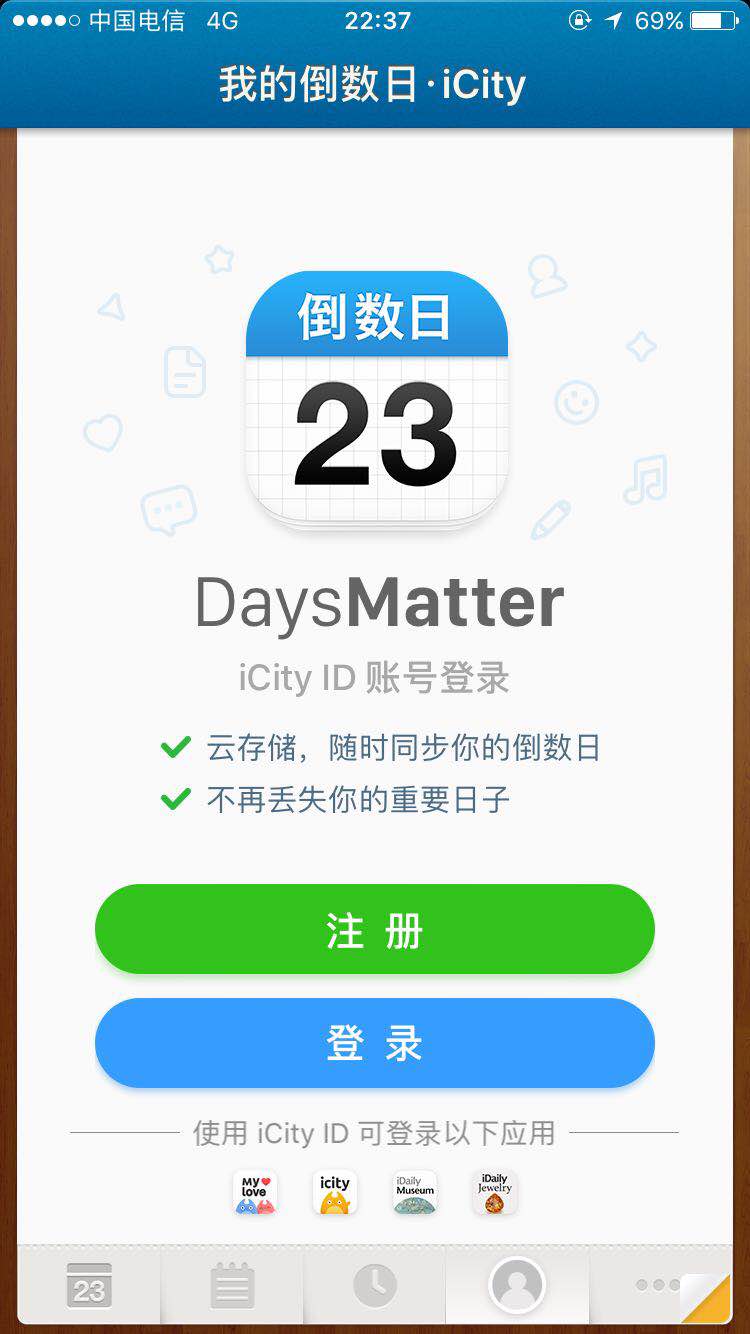 中国电信 4G 22:37 69%
我的倒数日·iCity
倒数日
23
DaysMatter
iCity ID 账号登录
云存储，随时同步你的倒数日
不再丢失你的重要日子
注 册
登 录
使用 iCity ID 可登录以下应用
My love
icity
iDaily Museum
iDaily Jewelry
23